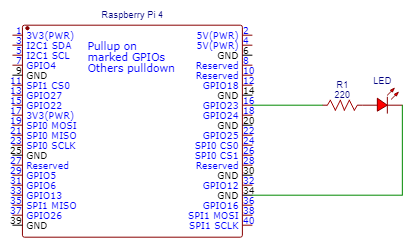 Raspberry Pi 4
1 3V3(PWR)
3 I2C1 SDA
5 I2C1 SCL
7 GPIO4
9 GND
11 SPI1 CS0
13 GPIO27
15 GPIO22
17 3V3(PWR)
19 SPI0 MOSI
21 SPI0 MISO
23 SPI0 SCLK
25 GND
27 Reserved
29 GPIO5
31 GPIO6
33 GPIO13
35 SPI1 MISO
37 GPIO26
39 GND
Pullup on
marked GPIOs
Others pulldown
5V(PWR) 2
5V(PWR) 4
GND 6
Reserved 8
Reserved 10
GPIO18 12
GND 14
GPIO23 16
GPIO24 18
GND 20
GPIO25 22
SPI0 CS0 24
SPI0 CS1 26
Reserved 28
GND 30
GPIO12 32
GND 34
GPIO16 36
SPI1 MOSI 38
SPI1 SCLK 40
R1
220
LED